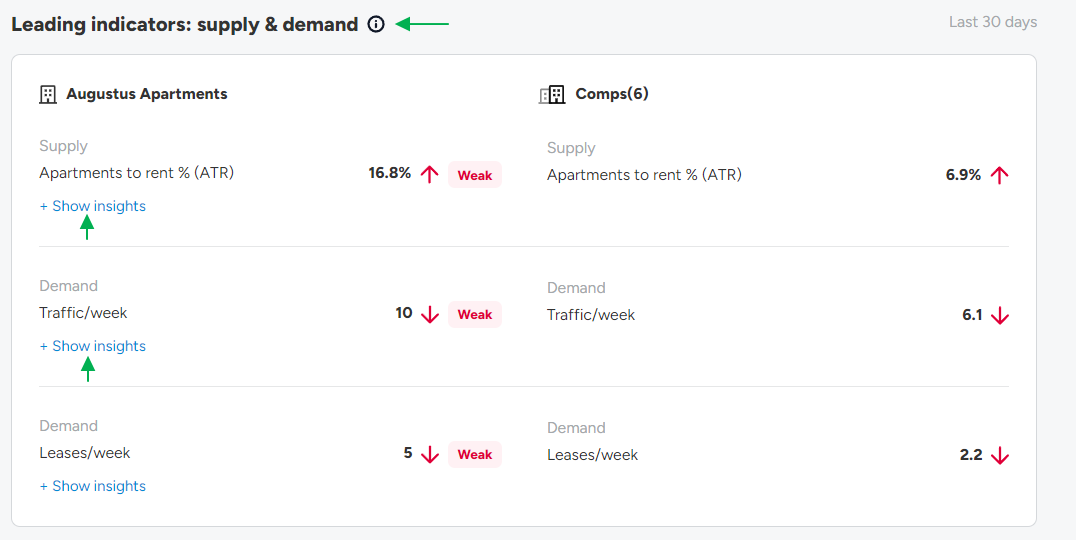 Leading indicators: supply & demand
Last 30 days
Augustus Apartments
Comps(6)
Supply
Apartments to rent % (ATR)
16.8%
Weak
+ Show insights
Supply
Apartments to rent % (ATR)
6.9%
Demand
Traffic/week
10
Weak
+ Show insights
Demand
Traffic/week
6.1
Demand
Leases/week
5
Weak
+ Show insights
Demand
Leases/week
2.2